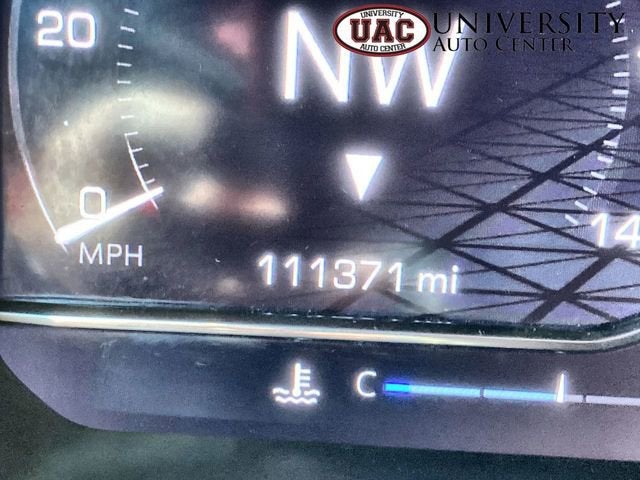 UNIVERSITY
UAC
AUTO CENTER
UNIVERSITY
AUTO CENTER
20
NW
0
MPH
14
111371 mi
C